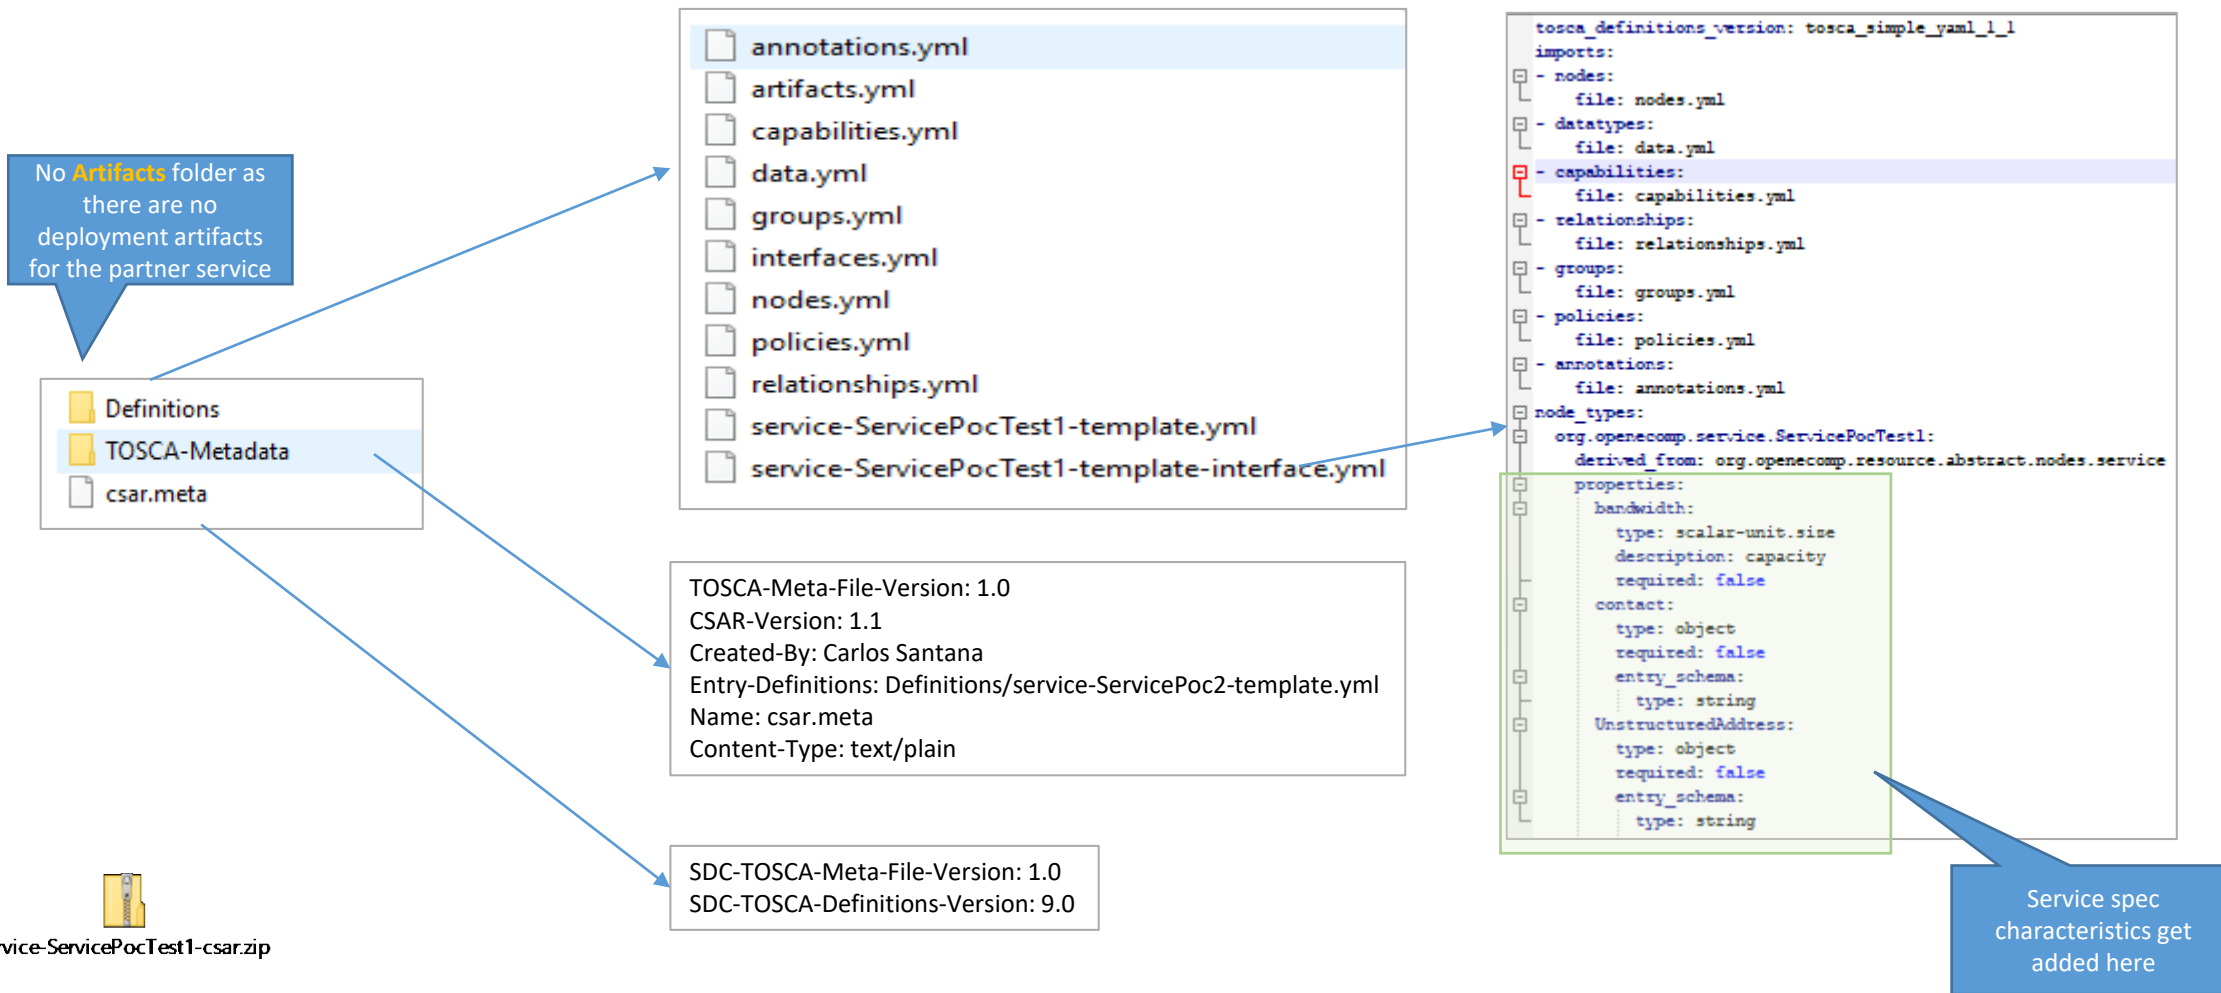 No Artifacts folder as
there are no
deployment artifacts
for the partner service
Definitions
TOSCA-Metadata
csar.meta
rvice-ServicePocTest1-csar.zip
annotations.yml
artifacts.yml
capabilities.yml
data.yml
groups.yml
interfaces.yml
nodes.yml
policies.yml
relationships.yml
service-ServicePocTest1-template.yml
service-ServicePocTest1-template-interface.yml
TOSCA-Meta-File-Version: 1.0
CSAR-Version: 1.1
Created-By: Carlos Santana
Entry-Definitions: Definitions/service-ServicePoc2-template.yml
Name: csar.meta
Content-Type: text/plain
SDC-TOSCA-Meta-File-Version: 1.0
SDC-TOSCA-Definitions-Version: 9.0
tosca_definitions_version: tosca_simple_yaml_1_1
imports:
- nodes:
file: nodes.yml
- datatypes:
file: data.yml
- capabilities:
file: capabilities.yml
- relationships:
file: relationships.yml
- groups:
file: groups.yml
- policies:
file: policies.yml
- annotations:
file: annotations.yml
node_types:
org.openecomp.service.ServicePocTest1:
derived_from: org.openecomp.resource.abstract.nodes.service
properties:
bandwidth:
type: scalar-unit.size
description: capacity
required: false
contact:
type: object
required: false
entry_schema:
type: string
UnstructuredAddress:
type: object
required: false
entry_schema:
type: string
Service spec
characteristics get
added here